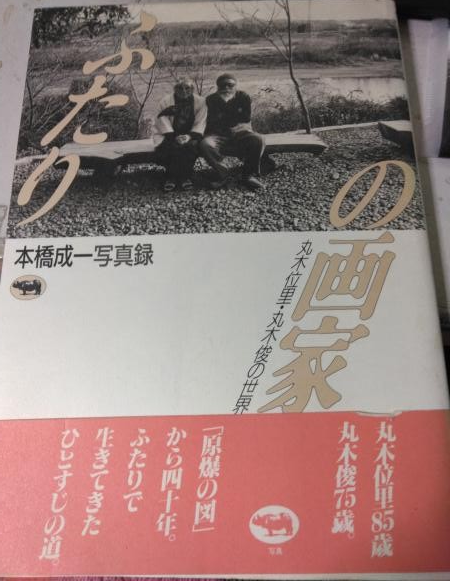 ふたり
の画家
本橋成一写真録
丸木位里・丸木俊の世界
丸木位里85歳
丸木俊75歳。
「原爆の図」
から四十年。
ふたりで
生きてきた
ひとすじの道。
写真